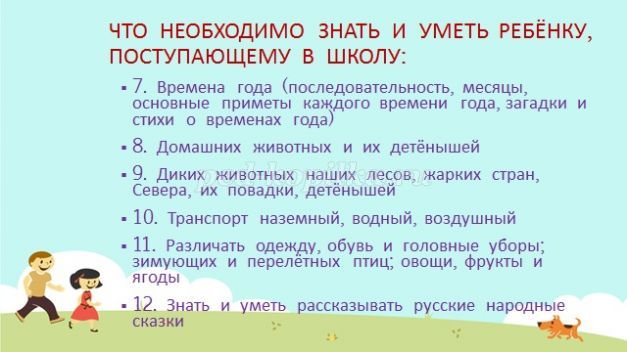 ЧТО НЕОБХОДИМО ЗНАТЬ И УМЕТЬ РЕБЁНКУ,
ПОСТУПАЮЩЕМУ В ШКОЛУ:
▪ 7. Времена года (последовательность, месяцы,
основные приметы каждого времени года, загадки и
стихи о временах года)
▪ 8. Домашних животных и их детёнышей
▪ 9. Диких животных наших лесов, жарких стран,
Севера, их повадки, детёнышей
▪ 10. Транспорт наземный, водный, воздушный
▪ 11. Различать одежду, обувь и головные уборы;
зимующих и перелётных птиц; овощи, фрукты и
ягоды
▪ 12. Знать и уметь рассказывать русские народные
сказки